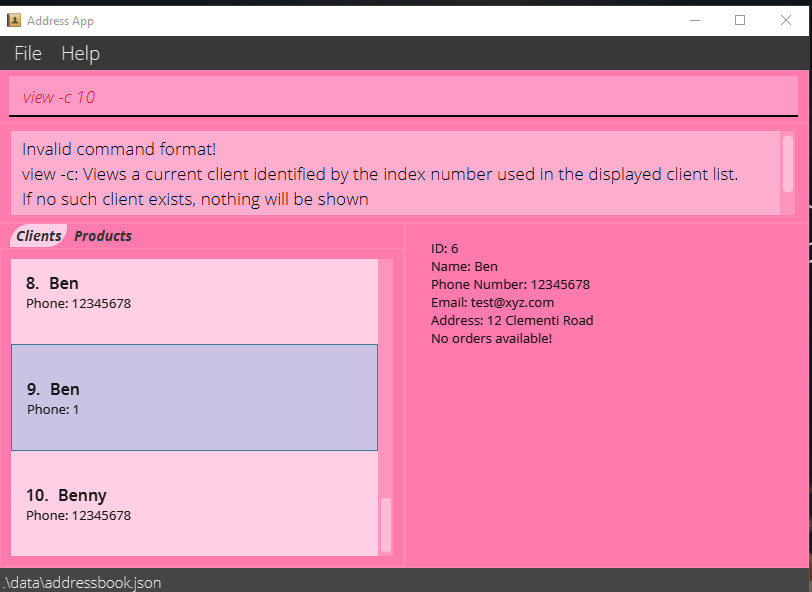 Address App
File Help
view -c 10
Invalid command format!
view -c: Views a current client identified by the index number used in the displayed client list.
If no such client exists, nothing will be shown
Clients Products
8. Ben
Phone: 12345678
9. Ben
Phone: 1
10. Benny
Phone: 12345678
ID: 6
Name: Ben
Phone Number: 12345678
Email: test@xyz.com
Address: 12 Clementi Road
No orders available!
.\data\addressbook.json